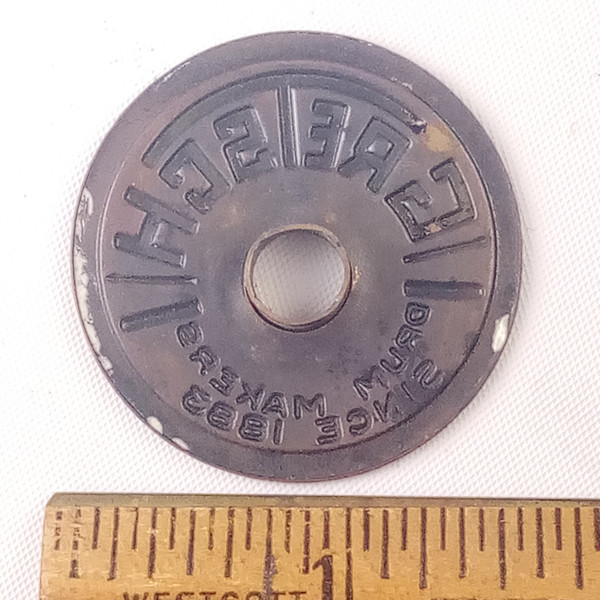 GRETSCH
DRUM MAKERS
SINCE 1883
1
WESTCOTT